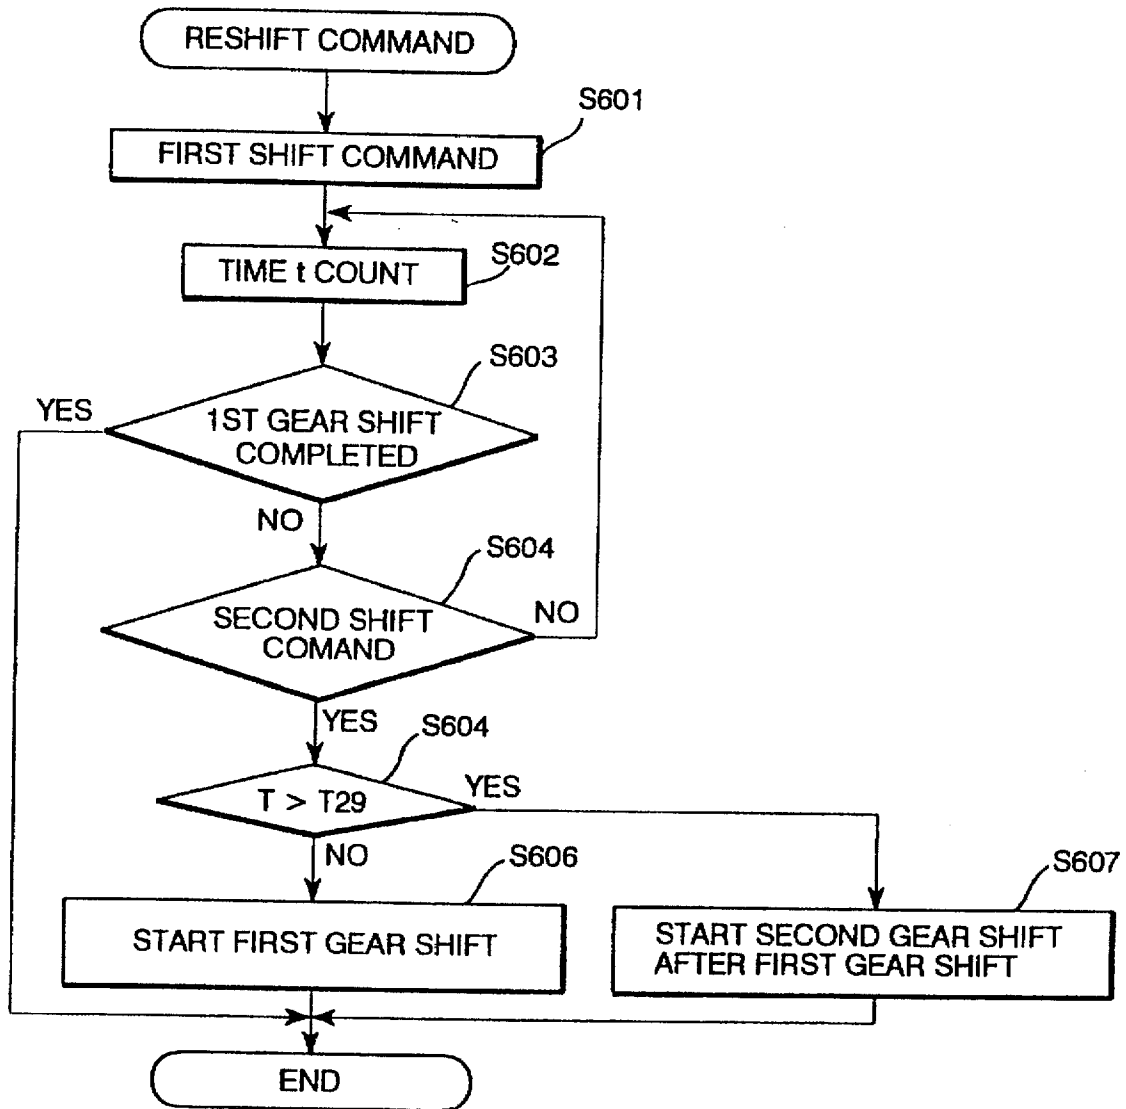 RESHIFT COMMAND
S601
FIRST SHIFT COMMAND
S602
TIME t COUNT
S603
YES
1ST GEAR SHIFT
COMPLETED
NO
S604
SECOND SHIFT
COMAND
NO
YES
S604
T > T29
YES
NO
S606
S607
START FIRST GEAR SHIFT
START SECOND GEAR SHIFT
AFTER FIRST GEAR SHIFT
END